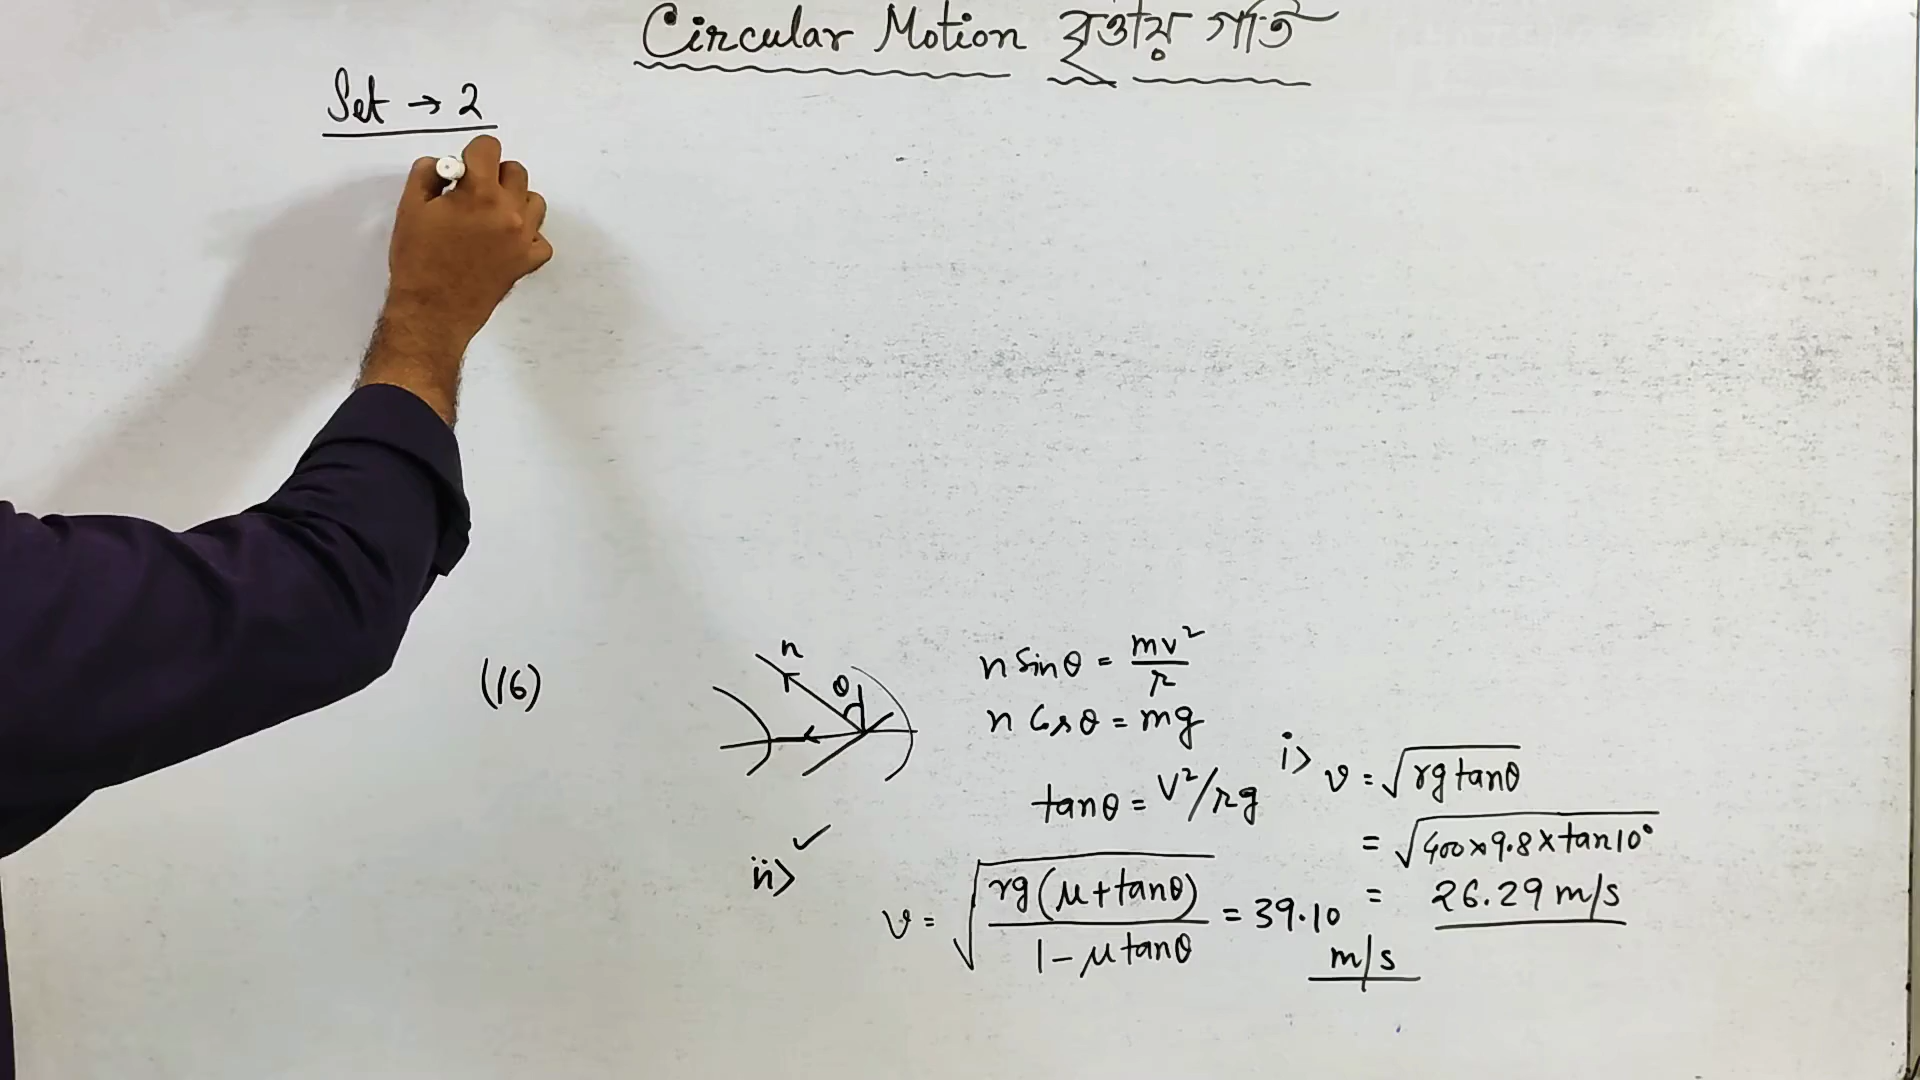 Circular Motion বৃত্তীয় গতি
Set → 2
(16)
n
θ
n Sinθ = mv²/r
n Cosθ = mg
tanθ = V²/rg
i> v = √rg tanθ
= √400×9.8×tan10°
= 26.29 m/s
ii> ✓
v = √rg(μ+tanθ)/1-μtanθ = 39.10 m/s